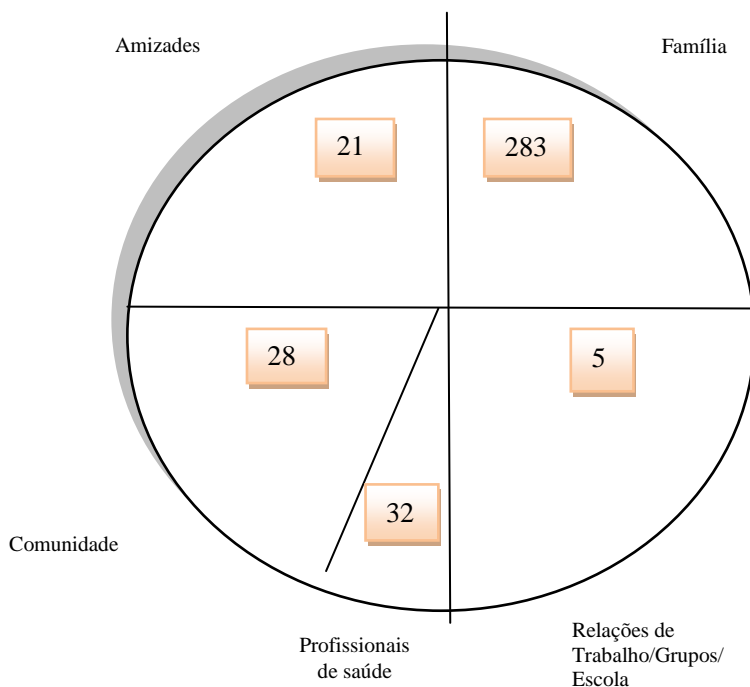 Amizades
Família
21
283
28
5
32
Comunidade
Profissionais
de saúde
Relações de
Trabalho/Grupos/
Escola